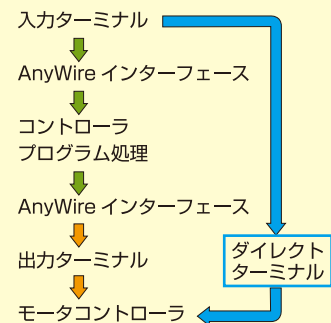 入力ターミナル
AnyWire インターフェース
コントローラ
プログラム処理
AnyWire インターフェース
出力ターミナル
モータコントローラ
ダイレクト
ターミナル